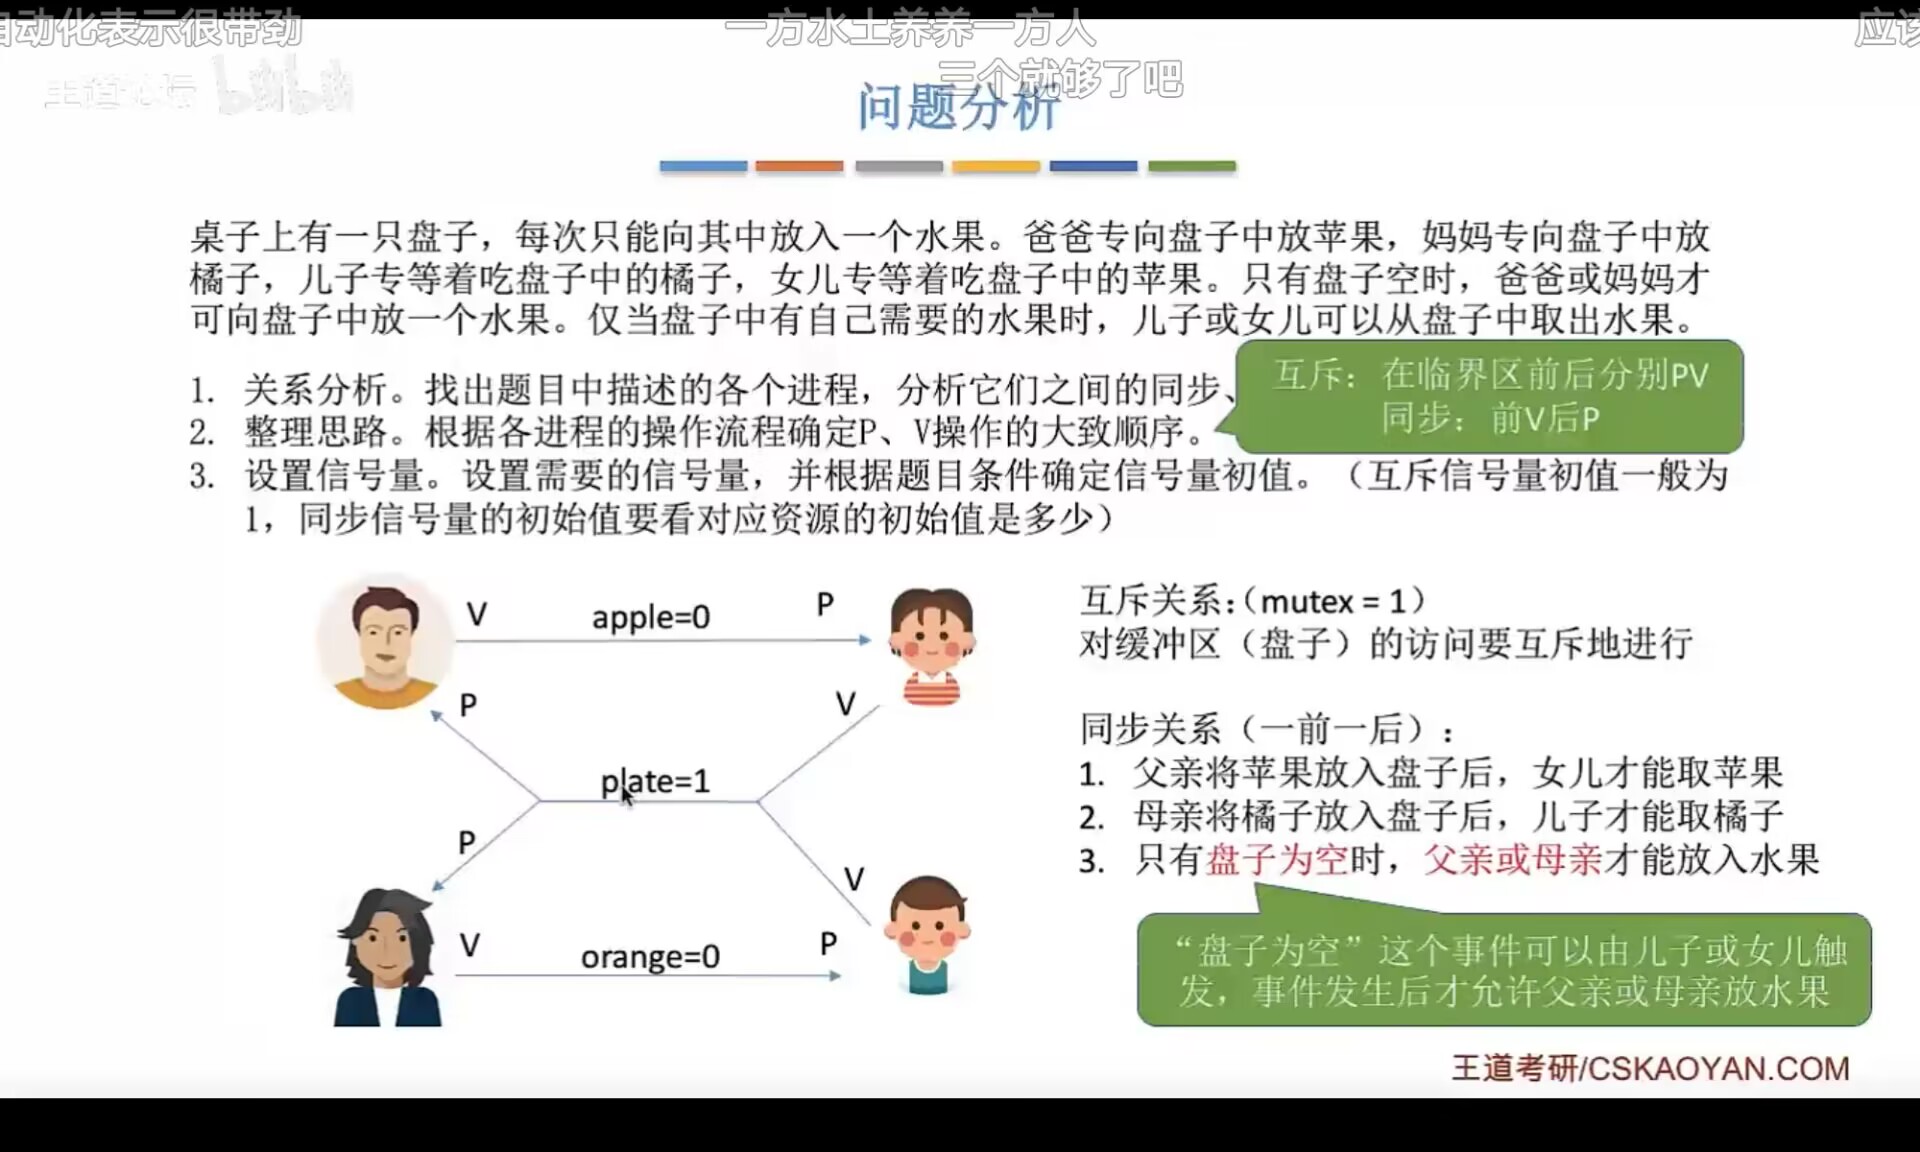 自动化表示很带劲
一方水土养养一方人
应该
三个就够了吧
王道论坛 bilibili
问题分析
桌子上有一只盘子，每次只能向其中放入一个水果。爸爸专向盘子中放苹果，妈妈专向盘子中放
橘子，儿子专等着吃盘子中的橘子，女儿专等着吃盘子中的苹果。只有盘子空时，爸爸或妈妈才
可向盘子中放一个水果。仅当盘子中有自己需要的水果时，儿子或女儿可以从盘子中取出水果。
1. 关系分析。找出题目中描述的各个进程，分析它们之间的同步、
2. 整理思路。根据各进程的操作流程确定P、V操作的大致顺序。
互斥：在临界区前后分别PV
同步：前V后P
3. 设置信号量。设置需要的信号量，并根据题目条件确定信号量初值。（互斥信号量初值一般为
1，同步信号量的初始值要看对应资源的初始值是多少）
V apple=0 P
P V
plate=1
P V
V orange=0 P
互斥关系：（mutex = 1）
对缓冲区（盘子）的访问要互斥地进行
同步关系（一前一后）：
1. 父亲将苹果放入盘子后，女儿才能取苹果
2. 母亲将橘子放入盘子后，儿子才能取橘子
3. 只有盘子为空时，父亲或母亲才能放入水果
“盘子为空”这个事件可以由儿子或女儿触
发，事件发生后才允许父亲或母亲放水果
王道考研/CSKAOYAN.COM